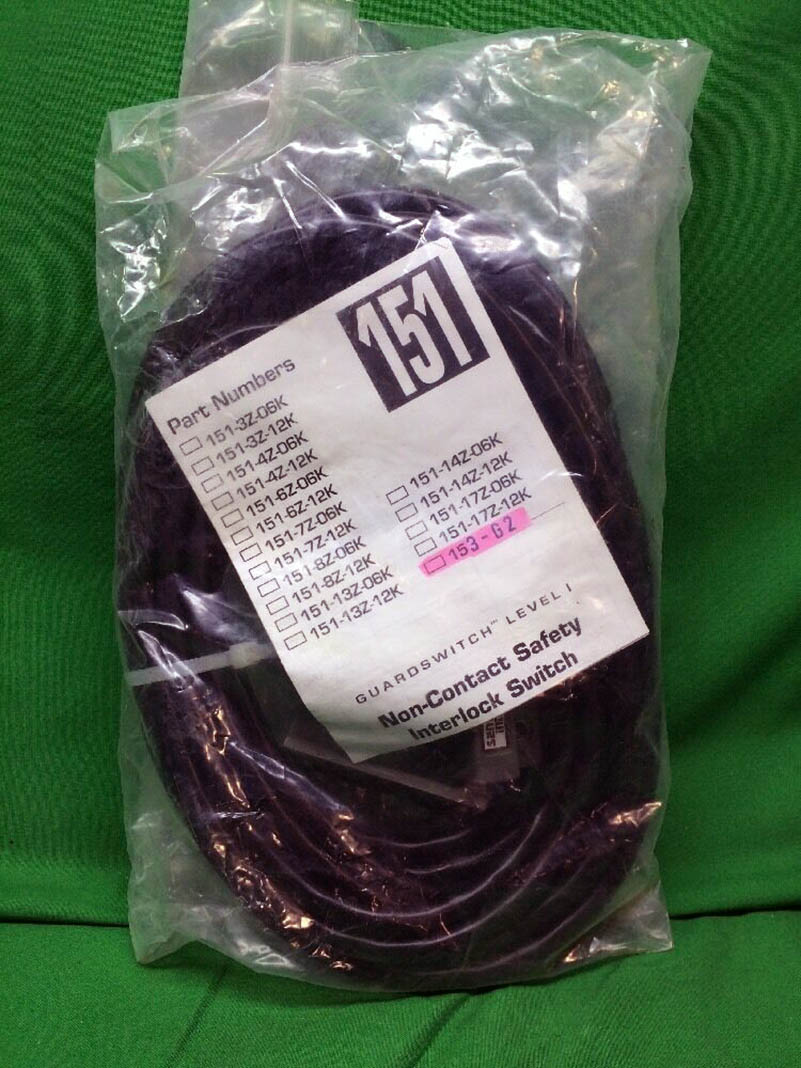 151
Part Numbers
151-3Z-06K
151-3Z-12K
151-4Z-06K
151-4Z-12K
151-6Z-06K
151-6Z-12K
151-7Z-06K
151-7Z-12K
151-8Z-06K
151-8Z-12K
151-13Z-06K
151-13Z-12K
151-14Z-06K
151-14Z-12K
151-17Z-06K
151-17Z-12K
153-G2
GUARDSWITCH™ LEVEL I
Non-Contact Safety
Interlock Switch